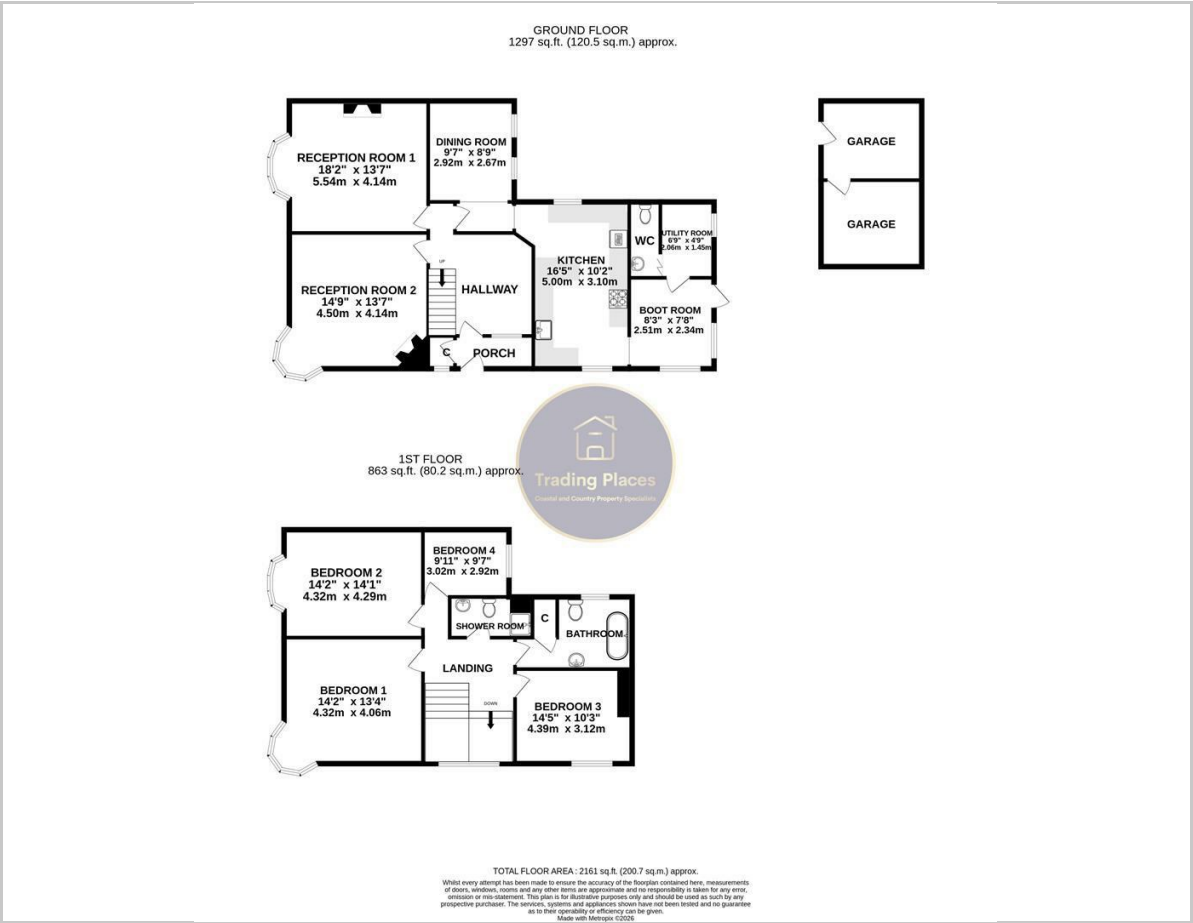 GROUND FLOOR
1297 sq.ft. (120.5 sq.m.) approx.
RECEPTION ROOM 1
18'2" x 13'7"
5.54m x 4.14m
DINING ROOM
9'7" x 8'9"
2.92m x 2.67m
GARAGE
GARAGE
WC
UTILITY ROOM
6'9" x 4'9"
2.06m x 1.45m
KITCHEN
16'5" x 10'2"
5.00m x 3.10m
UP
HALLWAY
RECEPTION ROOM 2
14'9" x 13'7"
4.50m x 4.14m
BOOT ROOM
8'3" x 7'8"
2.51m x 2.34m
C
PORCH
1ST FLOOR
863 sq.ft. (80.2 sq.m.) approx.
Trading Places
Coastal and Country Property Specialists
BEDROOM 2
14'2" x 14'1"
4.32m x 4.29m
BEDROOM 4
9'11" x 9'7"
3.02m x 2.92m
SHOWER ROOM
C
BATHROOM
LANDING
DOWN
BEDROOM 1
14'2" x 13'4"
4.32m x 4.06m
BEDROOM 3
14'5" x 10'3"
4.39m x 3.12m
TOTAL FLOOR AREA : 2161 sq.ft. (200.7 sq.m.) approx.
Whilst every attempt has been made to ensure the accuracy of the floorplan contained here, measurements
of doors, windows, rooms and any other items are approximate and no responsibility is taken for any error,
omission or mis-statement. This plan is for illustrative purposes only and should be used as such by any
prospective purchaser. The services, systems and appliances shown have not been tested and no guarantee
as to their operability or efficiency can be given.
Made with Metropix ©2026